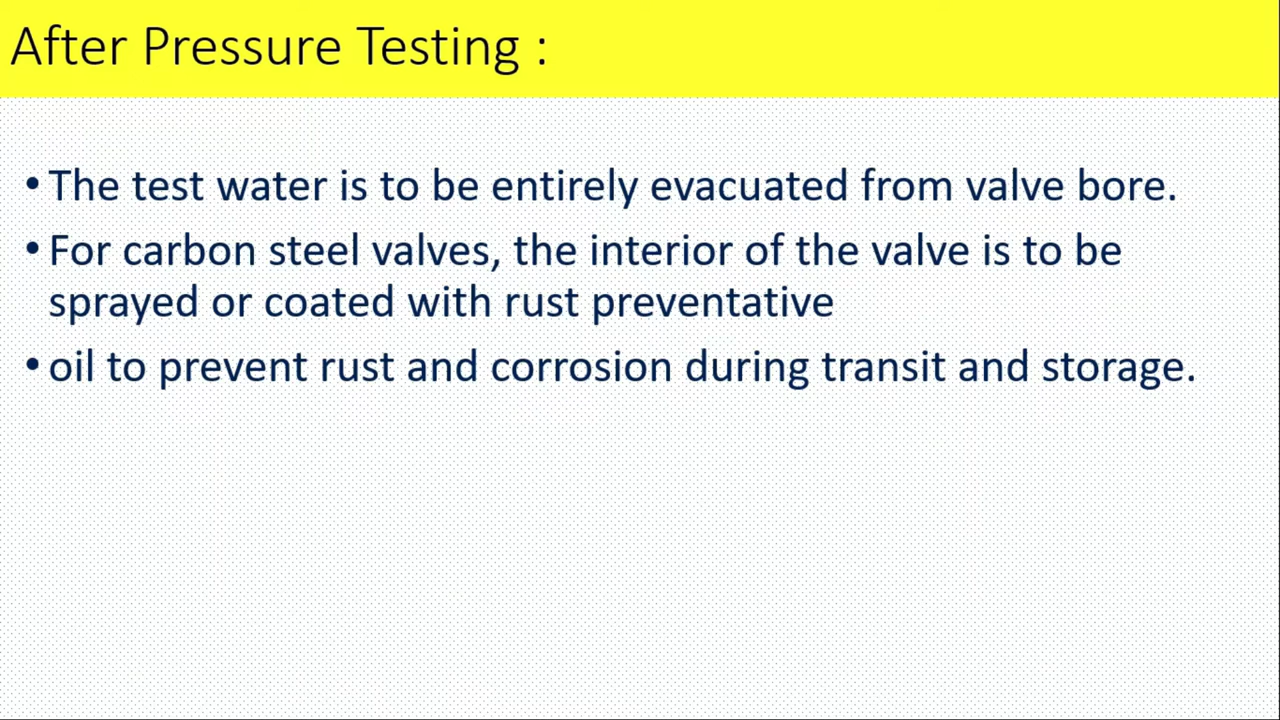 After Pressure Testing :
• The test water is to be entirely evacuated from valve bore.
• For carbon steel valves, the interior of the valve is to be
sprayed or coated with rust preventative
• oil to prevent rust and corrosion during transit and storage.